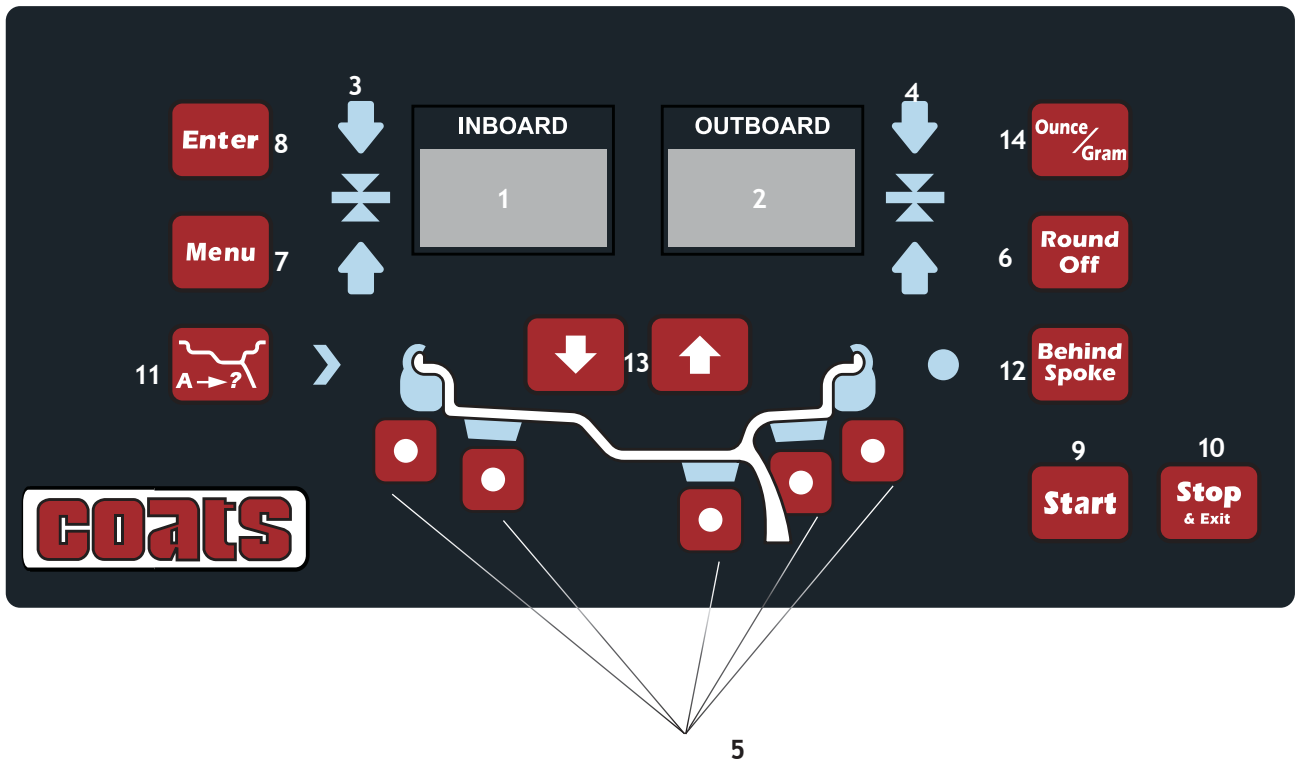 3
4
Enter 8
INBOARD
OUTBOARD
14 Ounce/
Gram
1
2
Menu 7
6 Round
Off
11 A→?
13
12 Behind
Spoke
9
10
Start
Stop
& Exit
coats
5